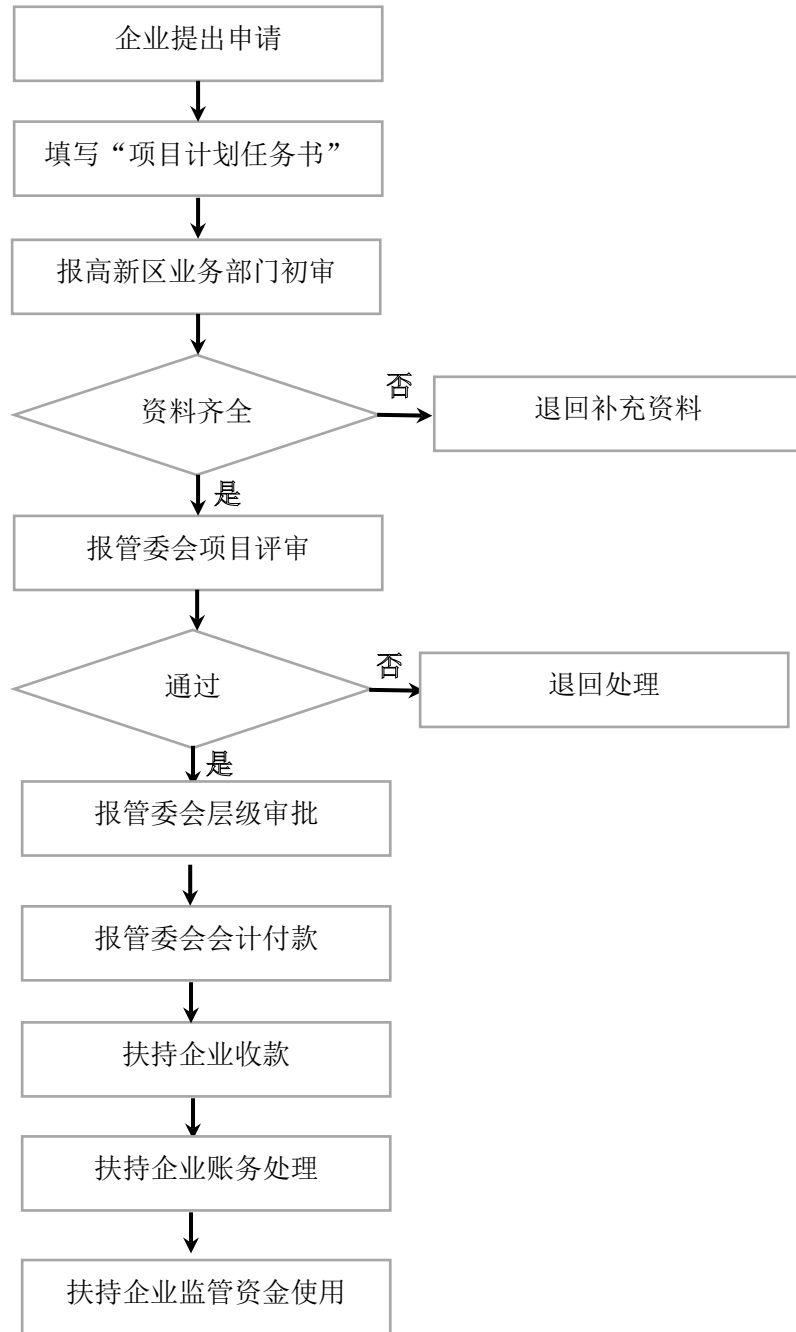 企业提出申请
填写“项目计划任务书”
报高新区业务部门初审
资料齐全
否
退回补充资料
是
报管委会项目评审
通过
否
退回处理
是
报管委会层级审批
报管委会会计付款
扶持企业收款
扶持企业账务处理
扶持企业监管资金使用